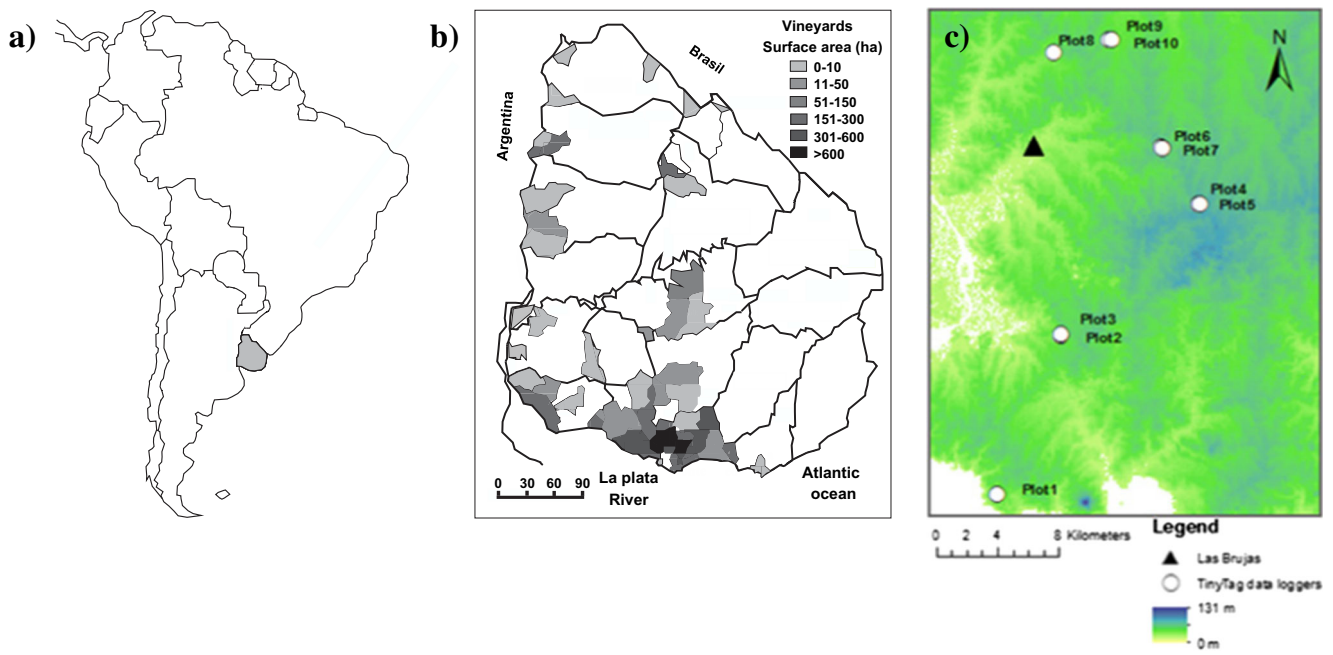 a)
b)
Vineyards
Surface area (ha)
0-10
11-50
51-150
151-300
301-600
>600
Brasil
Argentina
0 30 60 90
La plata
River
Atlantic
ocean
c)
N
Plot9
Plot8
Plot10
Plot6
Plot7
Plot4
Plot5
Plot3
Plot2
Plot1
0 2 4 8 Kilometers
Legend
Las Brujas
TinyTag data loggers
131 m
0 m